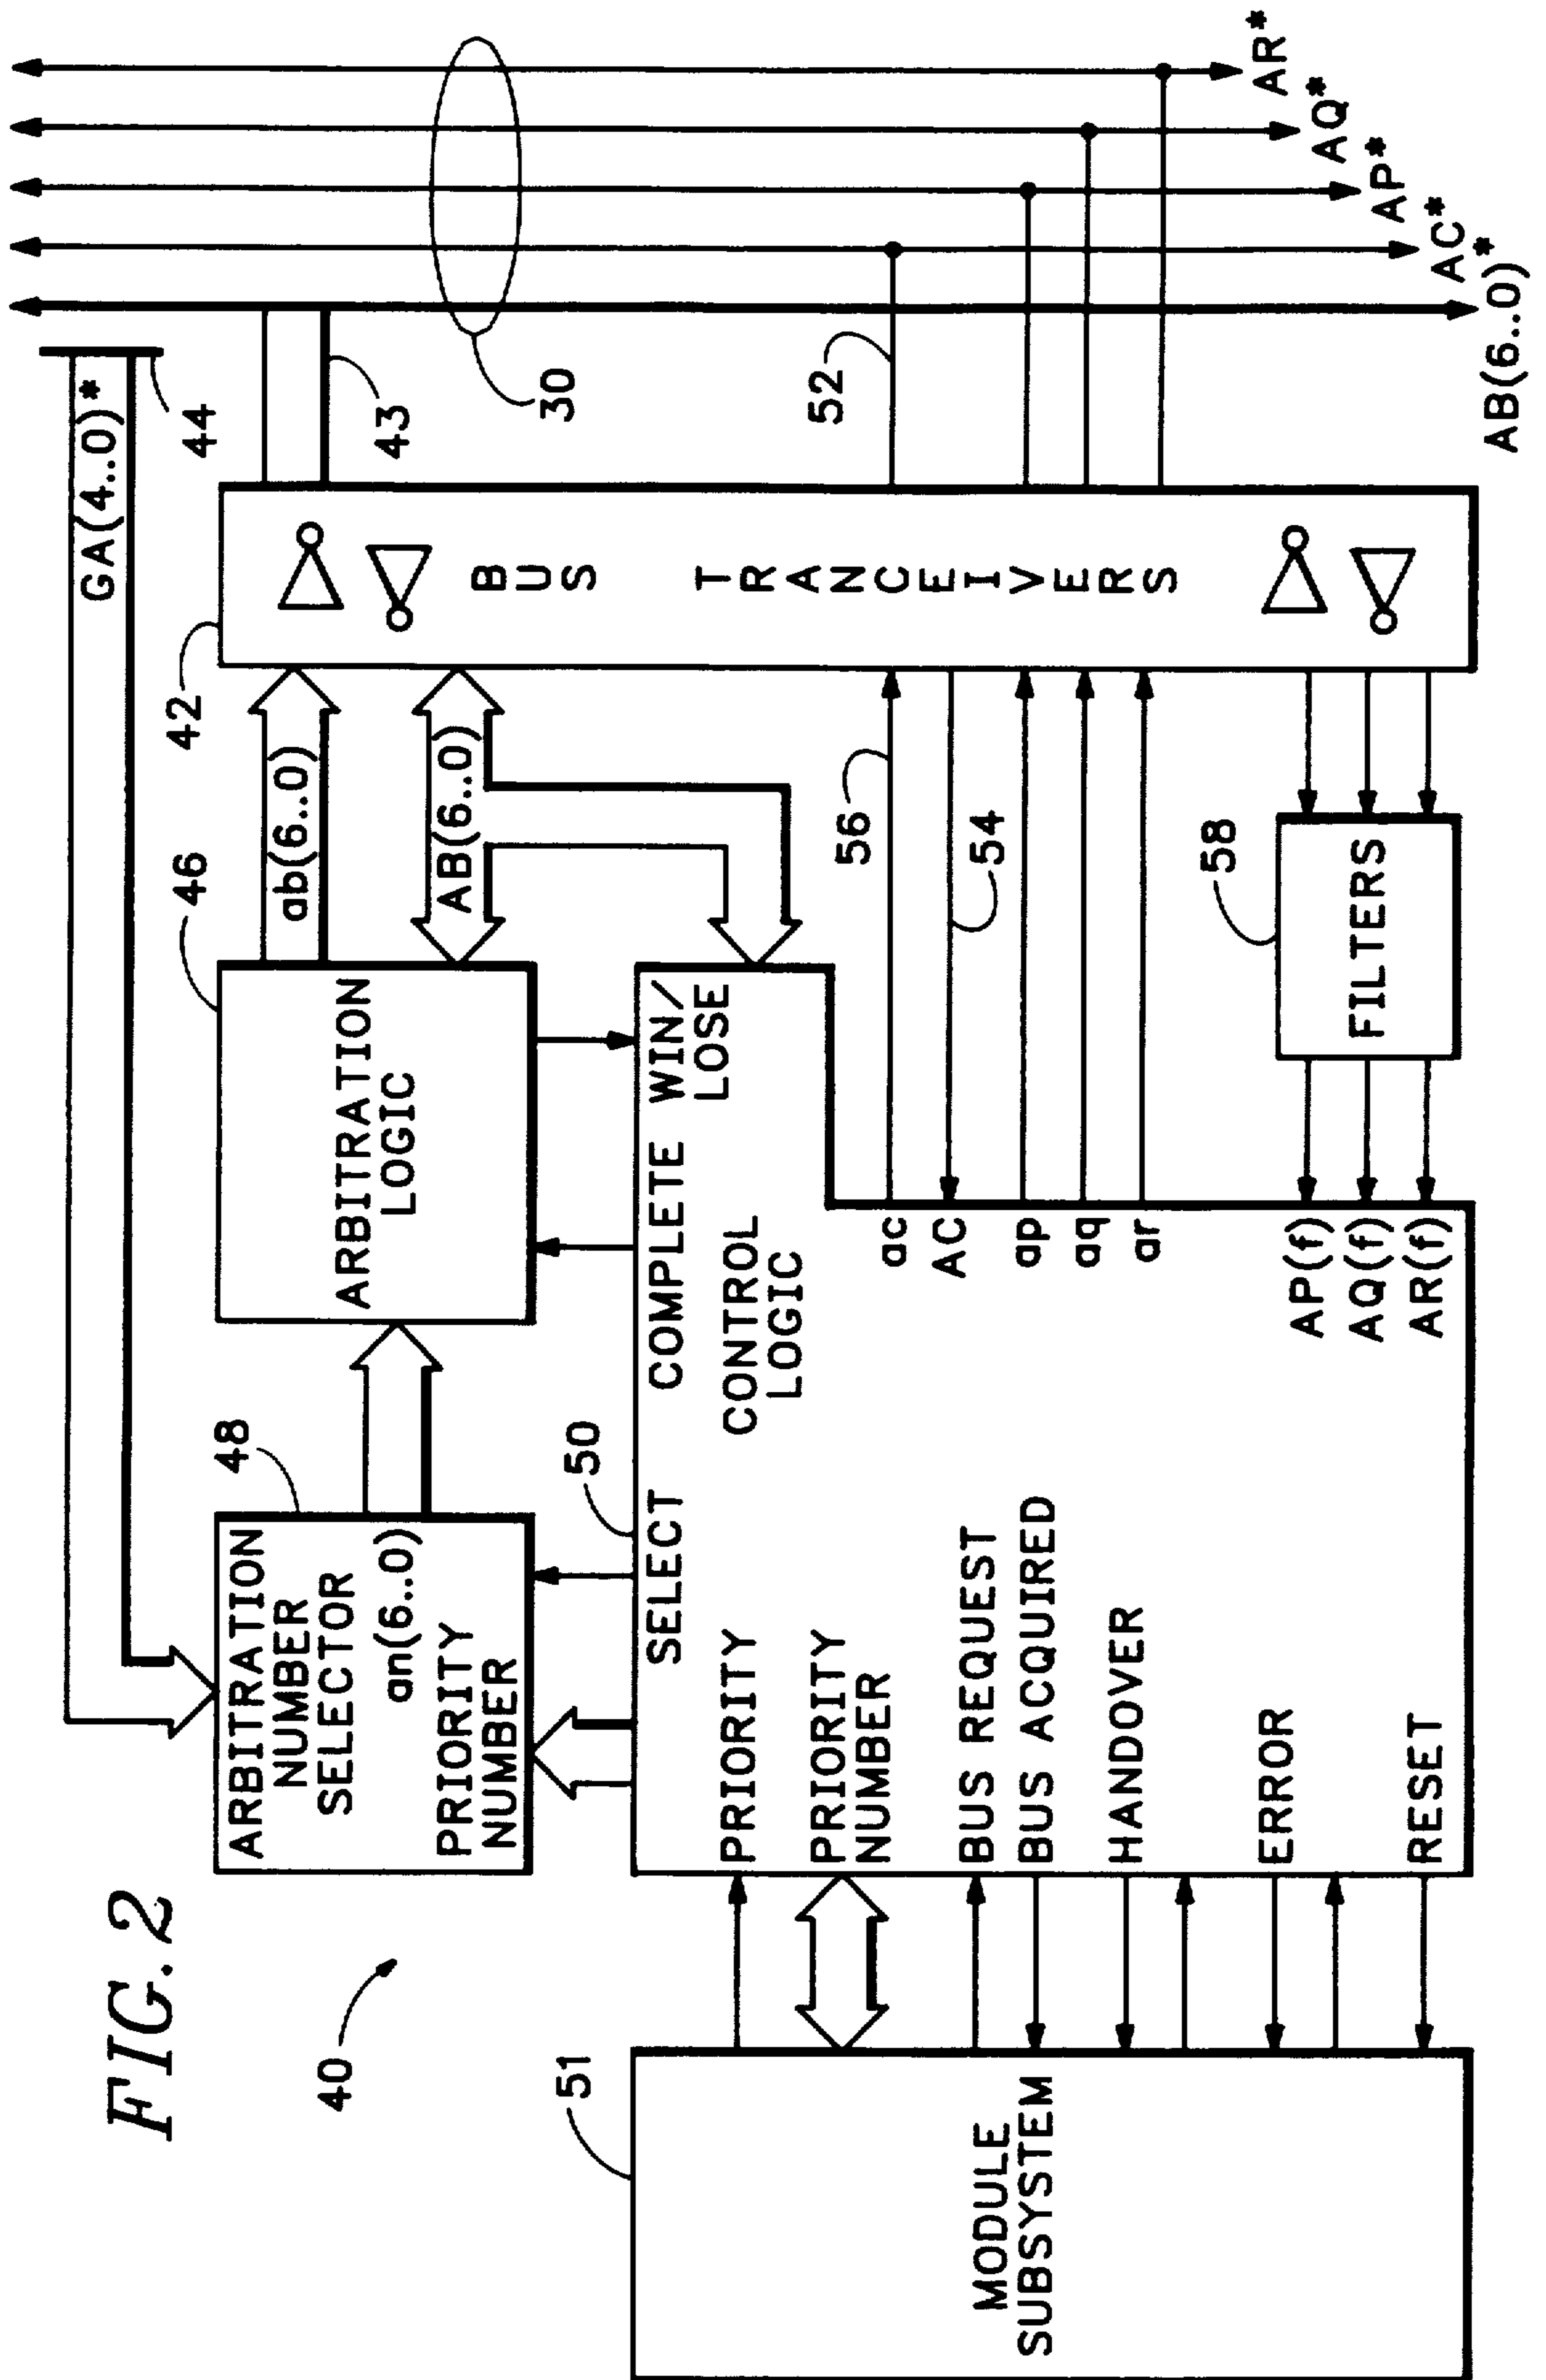 FIG. 2
40
GA(4..0)*
44
48
ARBITRATION
NUMBER
SELECTOR
an(6..0)
PRIORITY
NUMBER
46
ARBITRATION
LOGIC
ab(6..0)
AB(6..0)
42
BUS TRANCEIVERS
43
30
51
MODULE
SUBSYSTEM
50
SELECT COMPLETE WIN/
LOSE
CONTROL
LOGIC
PRIORITY
PRIORITY
NUMBER
BUS REQUEST
BUS ACQUIRED
HANDOVER
ERROR
RESET
ac
AC
ap
aq
ar
AP(f)
AQ(f)
AR(f)
56
54
52
58
FILTERS
AB(6..0)*
AC*
AP*
AQ*
AR*